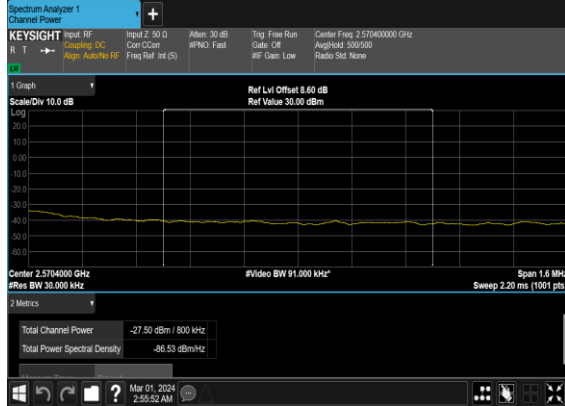 Spectrum Analyzer 1
Channel Power
+
KEYSIGHT
R T
Input: RF
Coupling: DC
Align: Auto/No RF
Input Z: 50 Ω
Corr CCorr
Freq Ref: Int (S)
Atten: 30 dB
#PNO: Fast
Trig: Free Run
Gate: Off
#IF Gain: Low
Center Freq: 2.570400000 GHz
Avg|Hold: 500/500
Radio Std: None
1 Graph
Scale/Div 10.0 dB
Ref Lvl Offset 8.60 dB
Ref Value 30.00 dBm
Log
20.0
10.0
0.00
-10.0
-20.0
-30.0
-40.0
-50.0
-60.0
Center 2.5704000 GHz
#Video BW 91.000 kHz*
Span 1.6 MHz
#Res BW 30.000 kHz
Sweep 2.20 ms (1001 pts
2 Metrics
Total Channel Power -27.50 dBm / 800 kHz
Total Power Spectral Density -86.53 dBm/Hz
?
Mar 01, 2024
2:55:52 AM